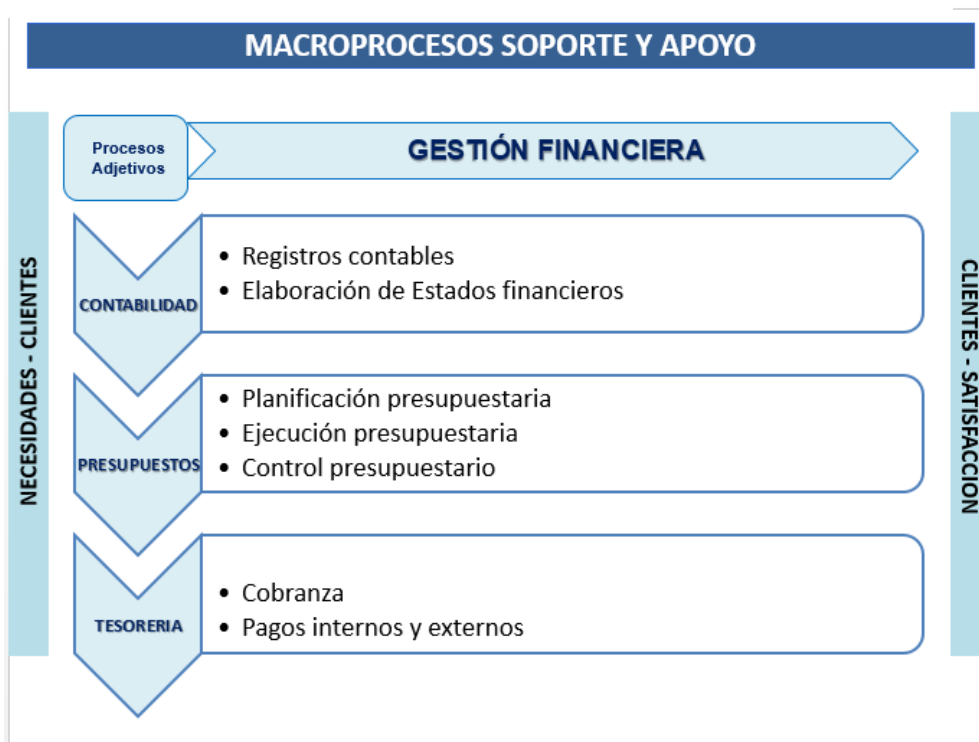 MACROPROCESOS SOPORTE Y APOYO
Procesos
Adjetivos
GESTIÓN FINANCIERA
NECESIDADES - CLIENTES
CONTABILIDAD
• Registros contables
• Elaboración de Estados financieros
PRESUPUESTOS
• Planificación presupuestaria
• Ejecución presupuestaria
• Control presupuestario
TESORERIA
• Cobranza
• Pagos internos y externos
CLIENTES - SATISFACCION